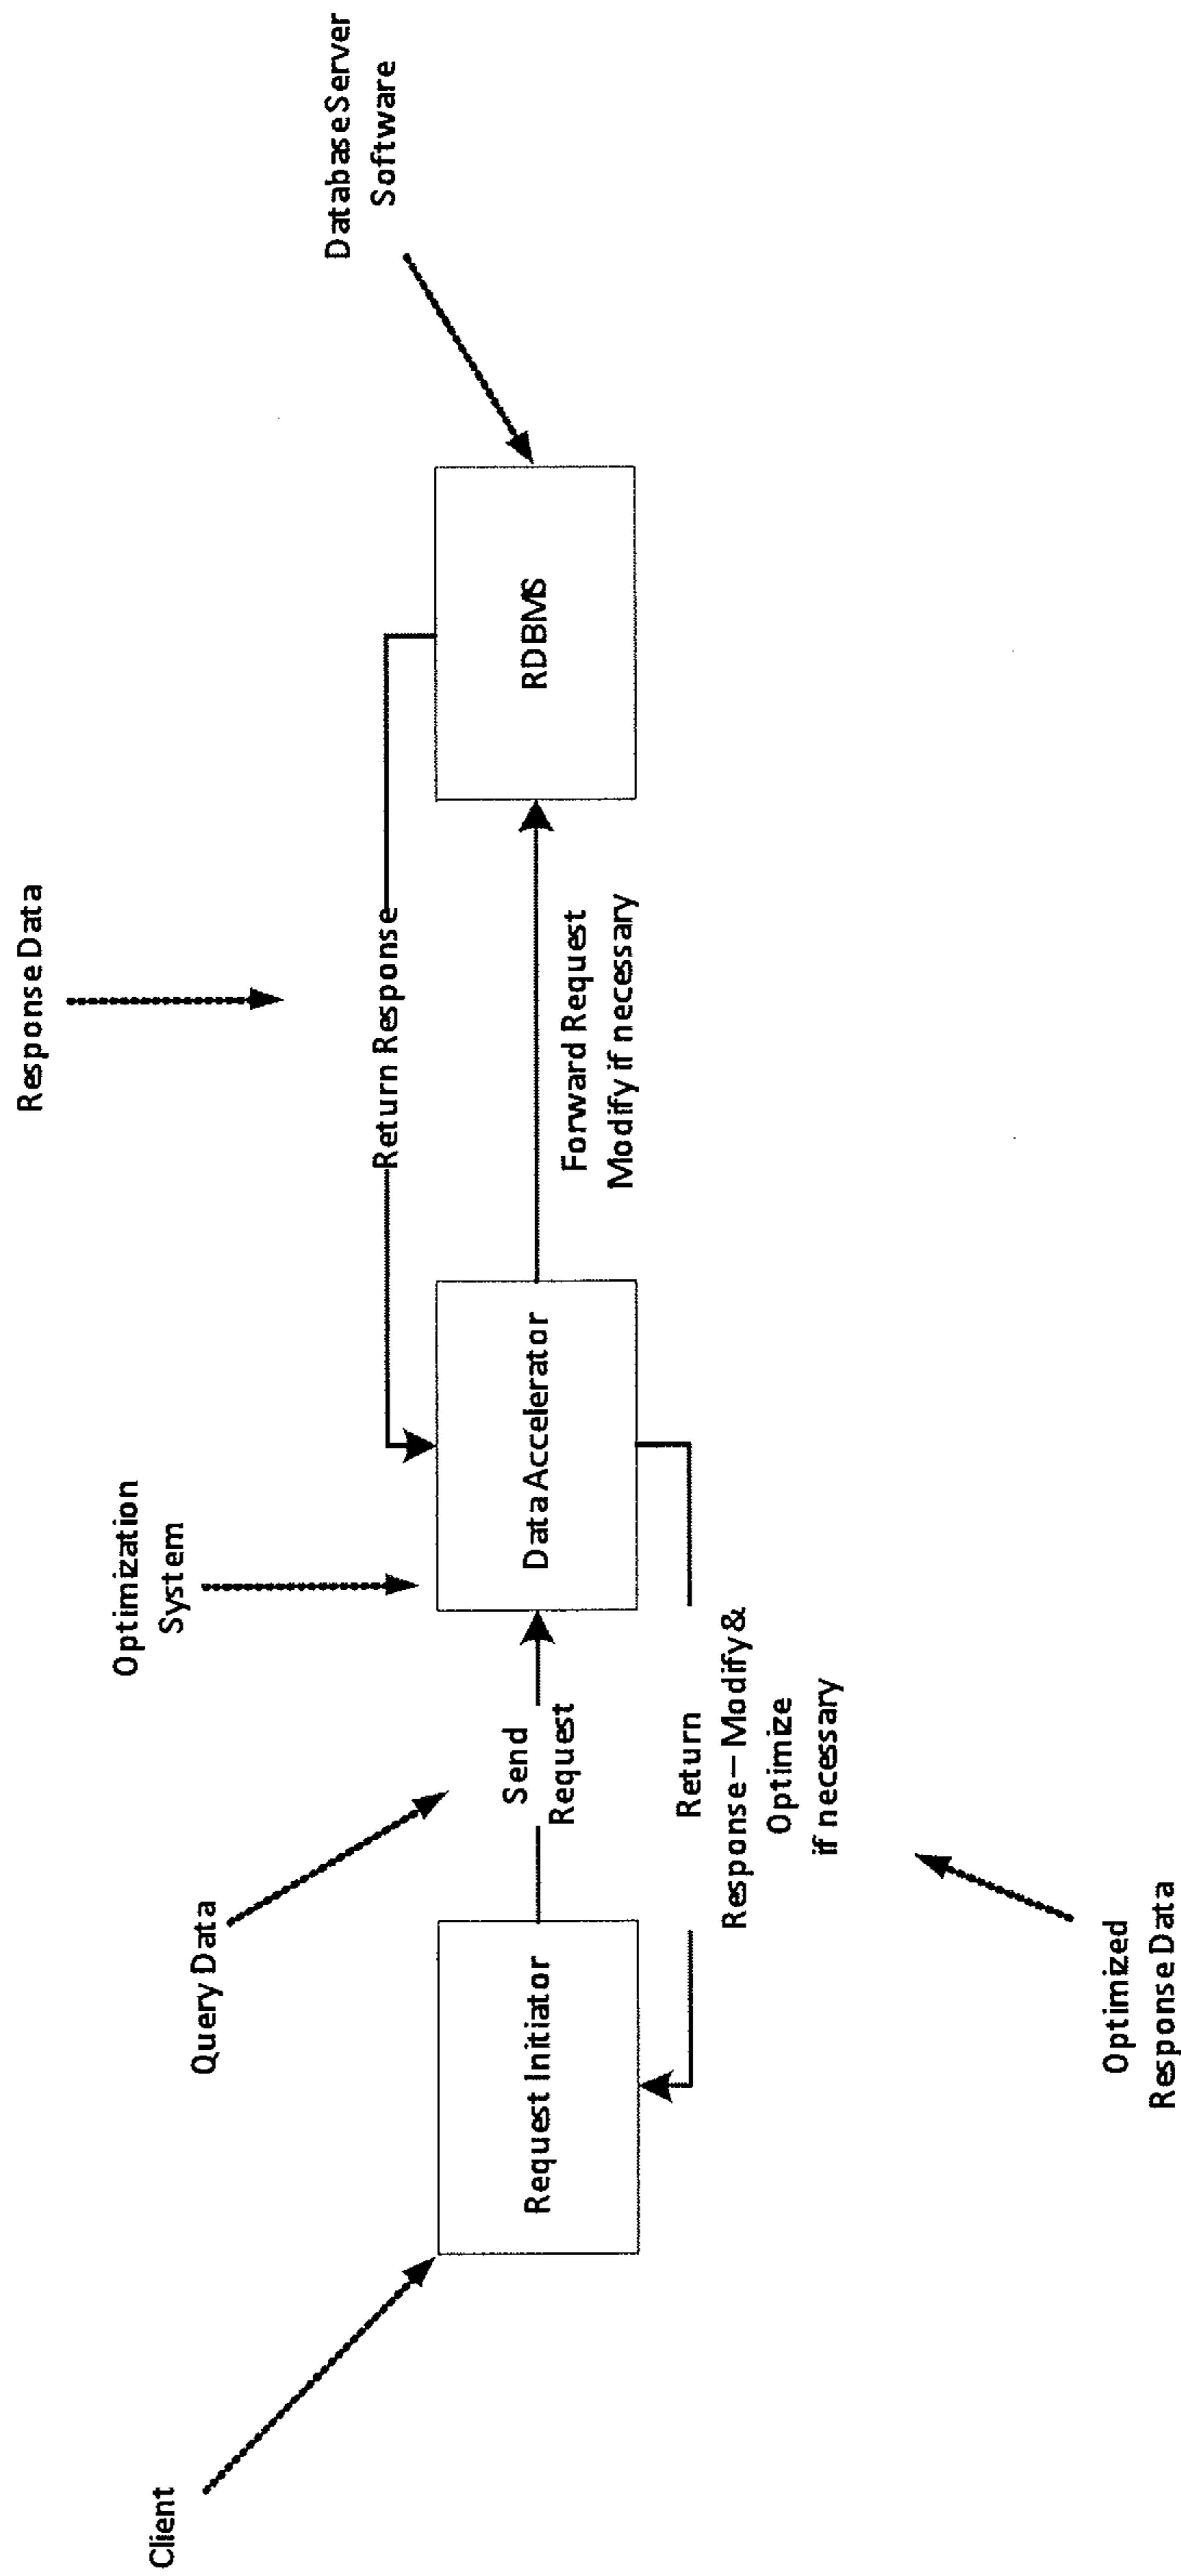 Client
Query Data
Optimization
System
Response Data
Database Server
Software
Request Initiator
Send
Request
Data Accelerator
Return Response
Forward Request
Modify if necessary
RDBMS
Return
Response – Modify &
Optimize
if necessary
Optimized
Response Data